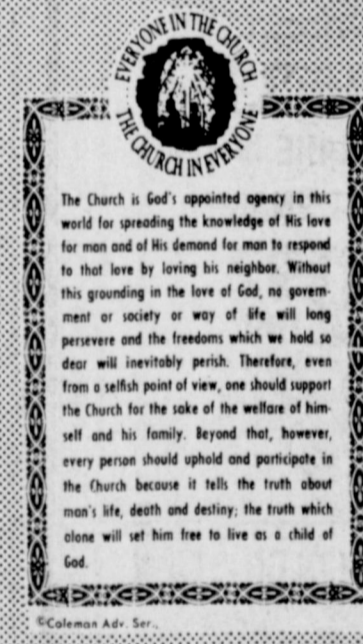 EVERYONE IN THE CHURCH
THE CHURCH IN EVERYONE
The Church is God's appointed agency in this
world for spreading the knowledge of His love
for man and of His demand for man to respond
to that love by loving his neighbor. Without
this grounding in the love of God, no govern-
ment or society or way of life will long
persevere and the freedoms which we hold so
dear will inevitably perish. Therefore, even
from a selfish point of view, one should support
the Church for the sake of the welfare of him-
self and his family. Beyond that, however,
every person should uphold and participate in
the Church because it tells the truth about
man's life, death and destiny; the truth which
alone will set him free to live as a child of
God.
©Coleman Adv. Ser.,